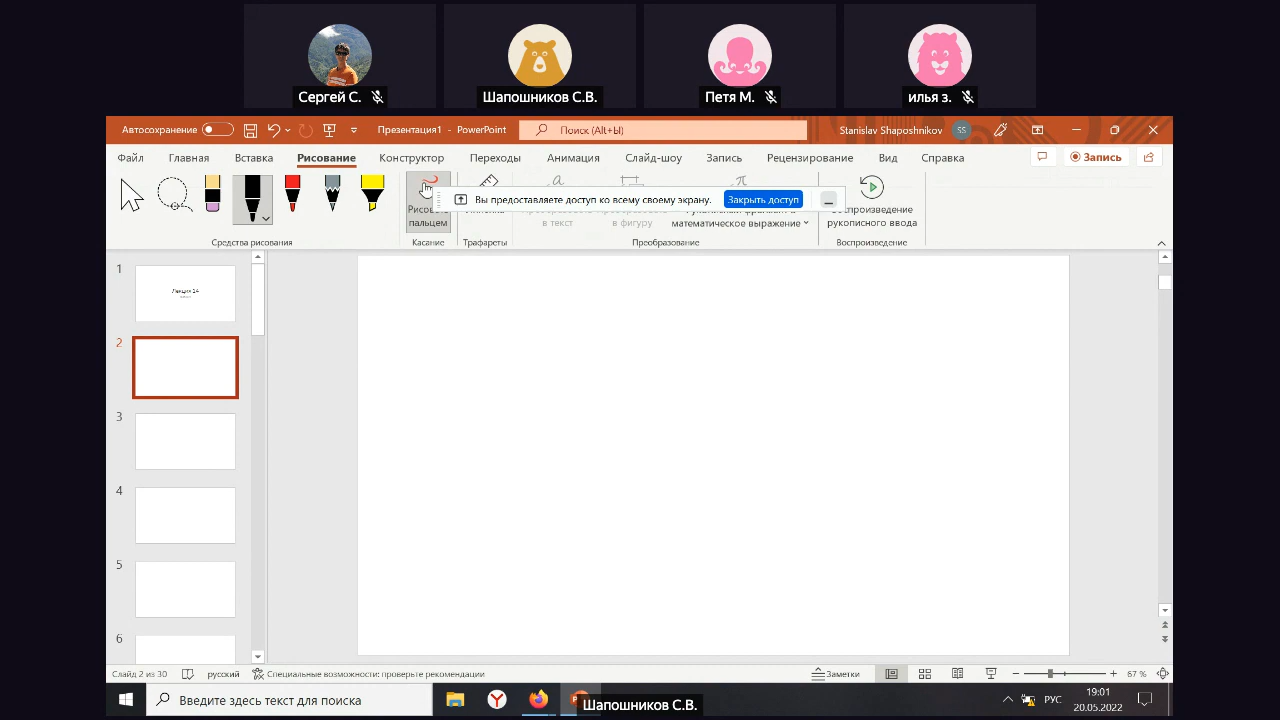 Сергей С.
Шапошников С.В.
Петя М.
илья з.
Автосохранение
Презентация1 - PowerPoint
Поиск (Alt+Ы)
Stanislav Shaposhnikov
SS
Файл
Главная
Вставка
Рисование
Конструктор
Переходы
Анимация
Слайд-шоу
Запись
Рецензирование
Вид
Справка
Запись
Вы предоставляете доступ ко всему своему экрану.
Закрыть доступ
пальцем
в текст
в фигуру
математическое выражение
Воспроизведение
рукописного ввода
Средства рисования
Касание
Трафареты
Преобразование
Воспроизведение
1
Лекция 14
2
3
4
5
6
Слайд 2 из 30
русский
Специальные возможности: проверьте рекомендации
Заметки
67 %
Введите здесь текст для поиска
Шапошников С.В.
РУС
19:01
20.05.2022